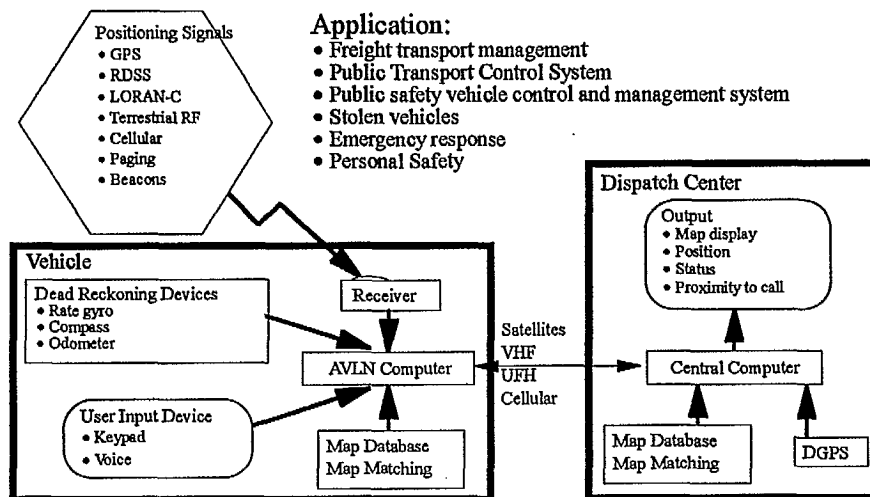 Positioning Signals
• GPS
• RDSS
• LORAN-C
• Terrestrial RF
• Cellular
• Paging
• Beacons
Application:
• Freight transport management
• Public Transport Control System
• Public safety vehicle control and management system
• Stolen vehicles
• Emergency response
• Personal Safety
Vehicle
Dead Reckoning Devices
• Rate gyro
• Compass
• Odometer
Receiver
AVLN Computer
User Input Device
• Keypad
• Voice
Map Database
Map Matching
Satellites
VHF
UFH
Cellular
Dispatch Center
Output
• Map display
• Position
• Status
• Proximity to call
Central Computer
Map Database
Map Matching
DGPS